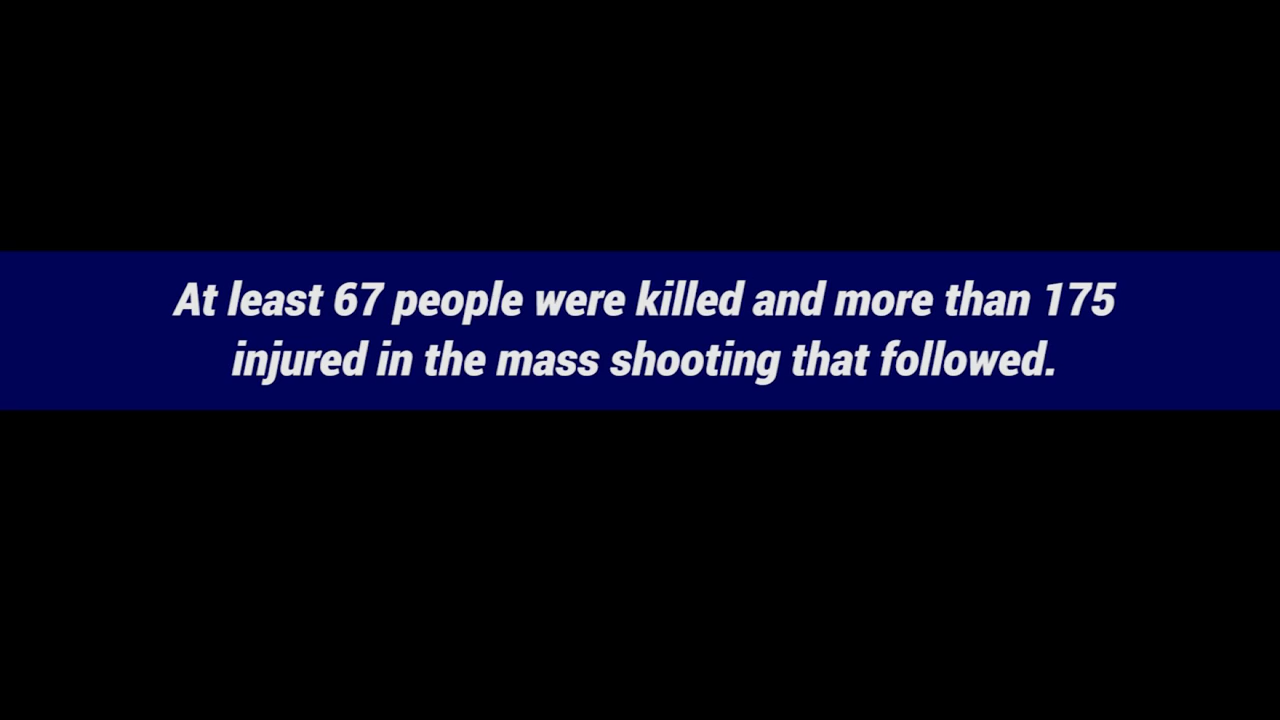 At least 67 people were killed and more than 175
injured in the mass shooting that followed.